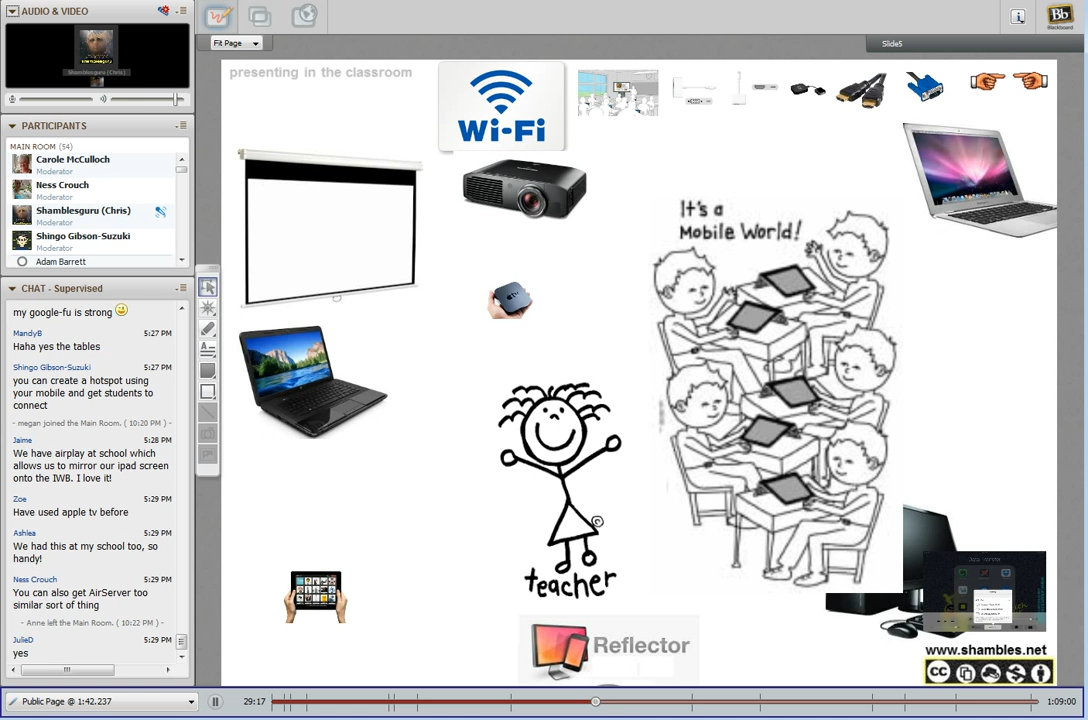 AUDIO & VIDEO
Shamblesguru (Chris)
PARTICIPANTS
MAIN ROOM (54)
Carole McCulloch
Moderator
Ness Crouch
Moderator
Shamblesguru (Chris)
Moderator
Shingo Gibson-Suzuki
Moderator
Adam Barrett
CHAT - Supervised
my google-fu is strong
MandyB 5:27 PM
Haha yes the tables
Shingo Gibson-Suzuki 5:27 PM
you can create a hotspot using
your mobile and get students to
connect
- megan joined the Main Room. ( 10:20 PM ) -
Jaime 5:28 PM
We have airplay at school which
allows us to mirror our ipad screen
onto the IWB. I love it!
Zoe 5:29 PM
Have used apple tv before
Ashlea 5:29 PM
We had this at my school too, so
handy!
Ness Crouch 5:29 PM
You can also get AirServer too
similar sort of thing
- Anne left the Main Room. ( 10:22 PM ) -
JulieD 5:29 PM
yes
Public Page @ 1:42.237
29:17
1:09:00
Bb
Blackboard
Fit Page
Slide5
presenting in the classroom
Wi-Fi
It's a
Mobile World!
teacher
Reflector
www.shambles.net
cc